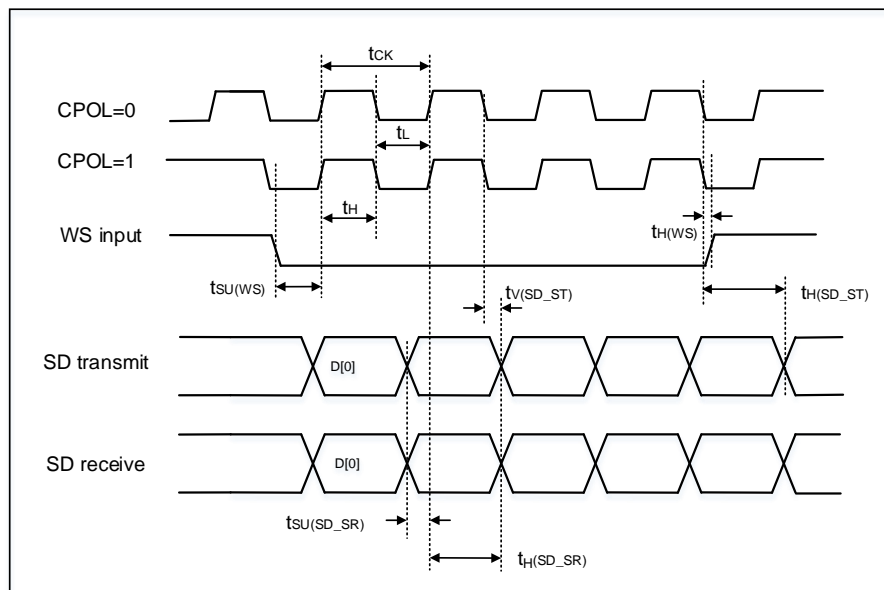 tCK
CPOL=0
tL
CPOL=1
tH
tH(WS)
WS input
tSU(WS)
tV(SD_ST)
tH(SD_ST)
SD transmit
D[0]
SD receive
D[0]
tSU(SD_SR)
tH(SD_SR)